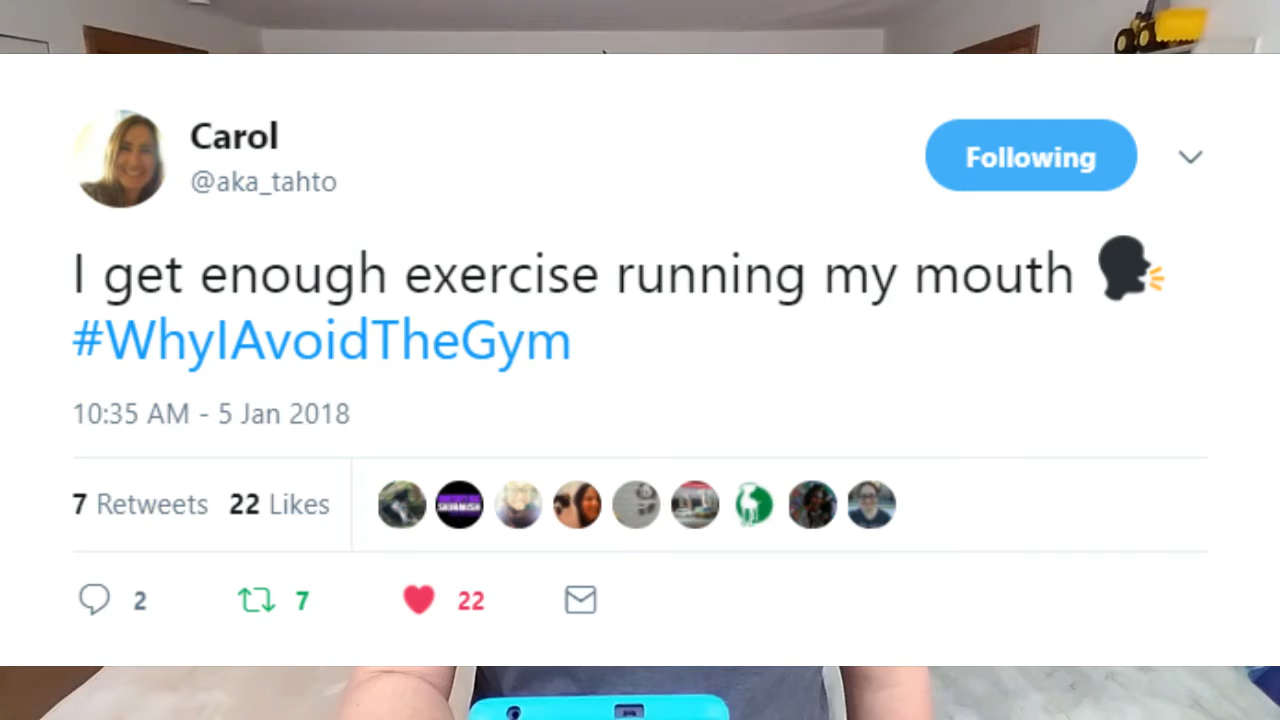 Carol
@aka_tahto
Following
I get enough exercise running my mouth 🗣
#WhyIAvoidTheGym
10:35 AM - 5 Jan 2018
7 Retweets 22 Likes
2 7 22